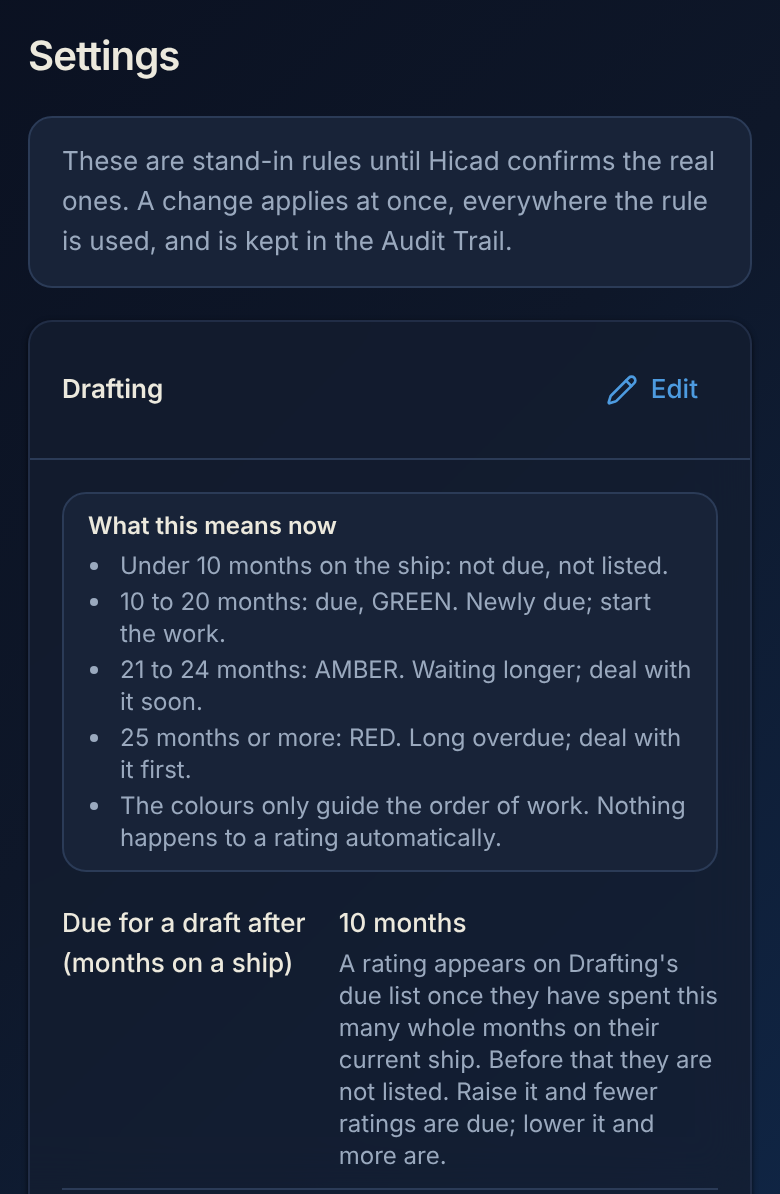 Settings
These are stand-in rules until Hicad confirms the real
ones. A change applies at once, everywhere the rule
is used, and is kept in the Audit Trail.
Drafting
Edit
What this means now
• Under 10 months on the ship: not due, not listed.
• 10 to 20 months: due, GREEN. Newly due; start
the work.
• 21 to 24 months: AMBER. Waiting longer; deal with
it soon.
• 25 months or more: RED. Long overdue; deal with
it first.
• The colours only guide the order of work. Nothing
happens to a rating automatically.
Due for a draft after
(months on a ship)
10 months
A rating appears on Drafting's
due list once they have spent this
many whole months on their
current ship. Before that they are
not listed. Raise it and fewer
ratings are due; lower it and
more are.